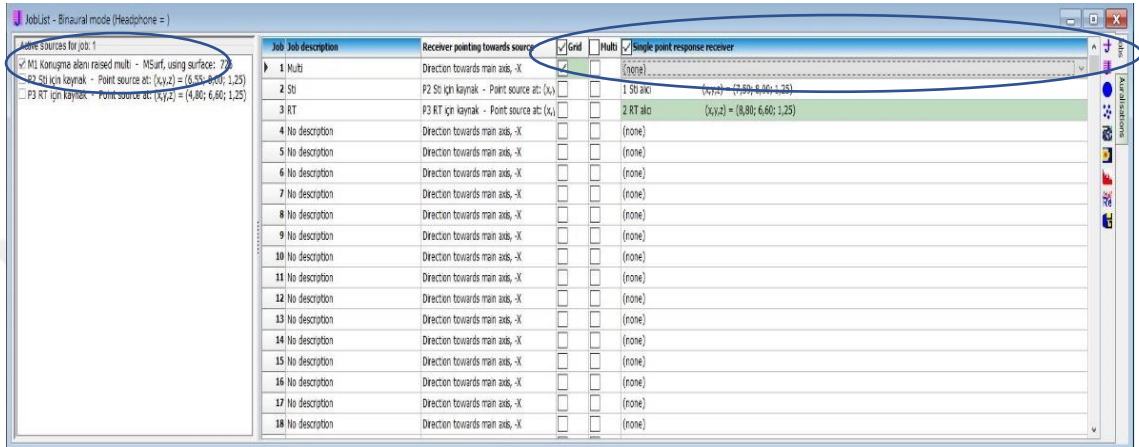 JobList - Binaural mode (Headphone = )
Active sources for job: 1
M1 Konuşma alanı raised multi - MSurf, using surface: 725
P2 Sti için kaynak - Point source at: (x,y,z) = (6,55; 8,00; 1,25)
P3 RT için kaynak - Point source at: (x,y,z) = (4,80; 6,60; 1,25)
Job Job description Receiver pointing towards source Grid Multi Single point response receiver
1 Multi Direction towards main axis, -X (none)
2 Sti P2 Sti için kaynak - Point source at: (x,y 1 Sti alıcı (x,y,z) = (7,50; 8,00; 1,25)
3 RT P3 RT için kaynak - Point source at: (x,y 2 RT alıcı (x,y,z) = (8,80; 6,60; 1,25)
4 No description Direction towards main axis, -X (none)
5 No description Direction towards main axis, -X (none)
6 No description Direction towards main axis, -X (none)
7 No description Direction towards main axis, -X (none)
8 No description Direction towards main axis, -X (none)
9 No description Direction towards main axis, -X (none)
10 No description Direction towards main axis, -X (none)
11 No description Direction towards main axis, -X (none)
12 No description Direction towards main axis, -X (none)
13 No description Direction towards main axis, -X (none)
14 No description Direction towards main axis, -X (none)
15 No description Direction towards main axis, -X (none)
16 No description Direction towards main axis, -X (none)
17 No description Direction towards main axis, -X (none)
18 No description Direction towards main axis, -X (none)
Jobs
Auralisations